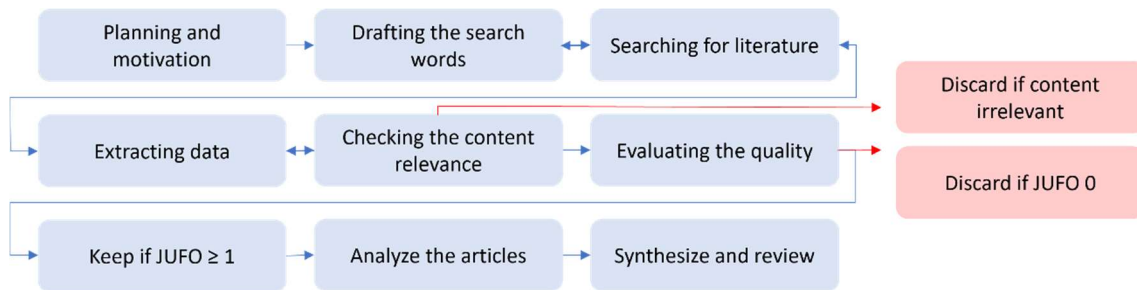 Planning and
motivation
Drafting the search
words
Searching for literature
Discard if content
irrelevant
Extracting data
Checking the content
relevance
Evaluating the quality
Discard if JUFO 0
Keep if JUFO ≥ 1
Analyze the articles
Synthesize and review